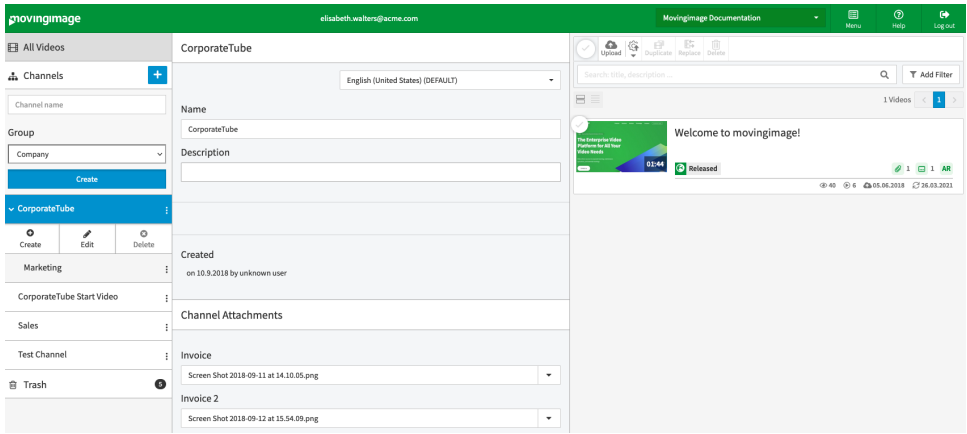 movingimage
elisabeth.walters@acme.com
Movingimage Documentation
Menu
Help
Log out
All Videos
Channels
+
Channel name
Group
Company
Create
CorporateTube
Create
Edit
Delete
Marketing
CorporateTube Start Video
Sales
Test Channel
Trash
5
CorporateTube
English (United States) (DEFAULT)
Name
CorporateTube
Description
Created
on 10.9.2018 by unknown user
Channel Attachments
Invoice
Screen Shot 2018-09-11 at 14.10.05.png
Invoice 2
Screen Shot 2018-09-12 at 15.54.09.png
Upload
Duplicate
Replace
Delete
Search: title, description ...
Add Filter
1 Videos
1
The Enterprise Video
Platform for All Your
Video Needs
01:44
Welcome to movingimage!
Released
1
1
AR
40
6
05.06.2018
26.03.2021